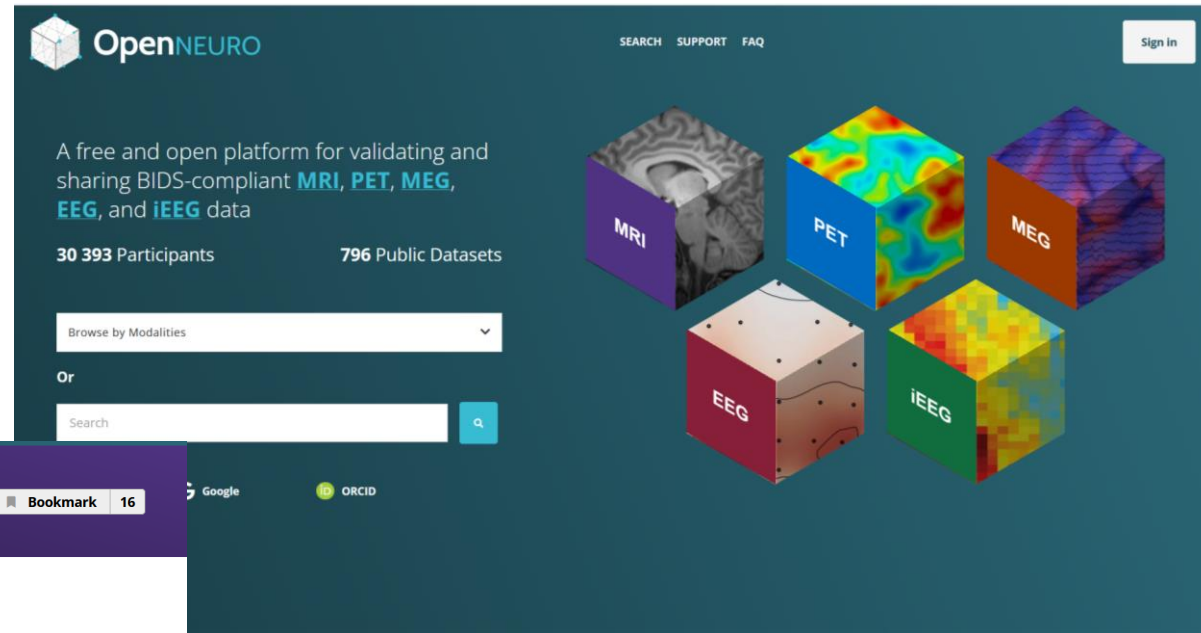 OpenNEURO
SEARCH SUPPORT FAQ
Sign in
A free and open platform for validating and
sharing BIDS-compliant MRI, PET, MEG,
EEG, and iEEG data
30 393 Participants 796 Public Datasets
Browse by Modalities
Or
Search
Google
ORCID
Bookmark 16
MRI
PET
MEG
EEG
iEEG